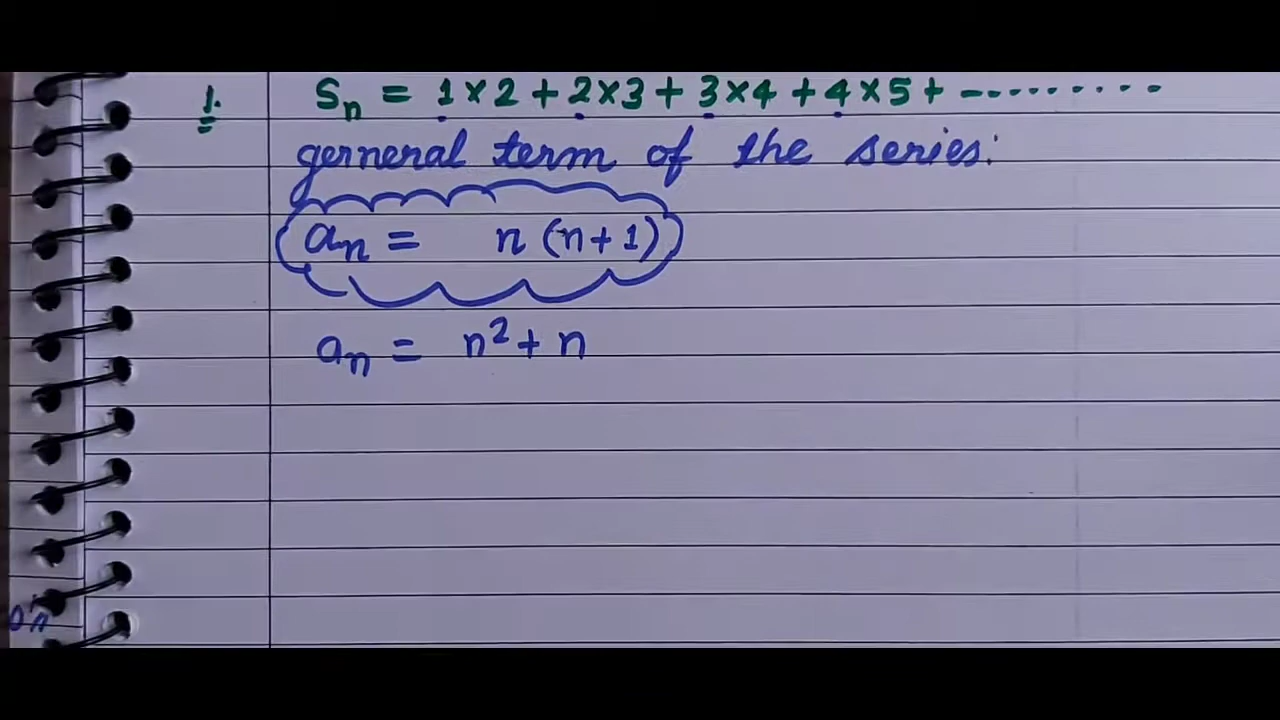 1. Sn = 1×2 + 2×3 + 3×4 + 4×5 + ---------
gerneral term of the series:
an = n (n+1)
an = n² + n